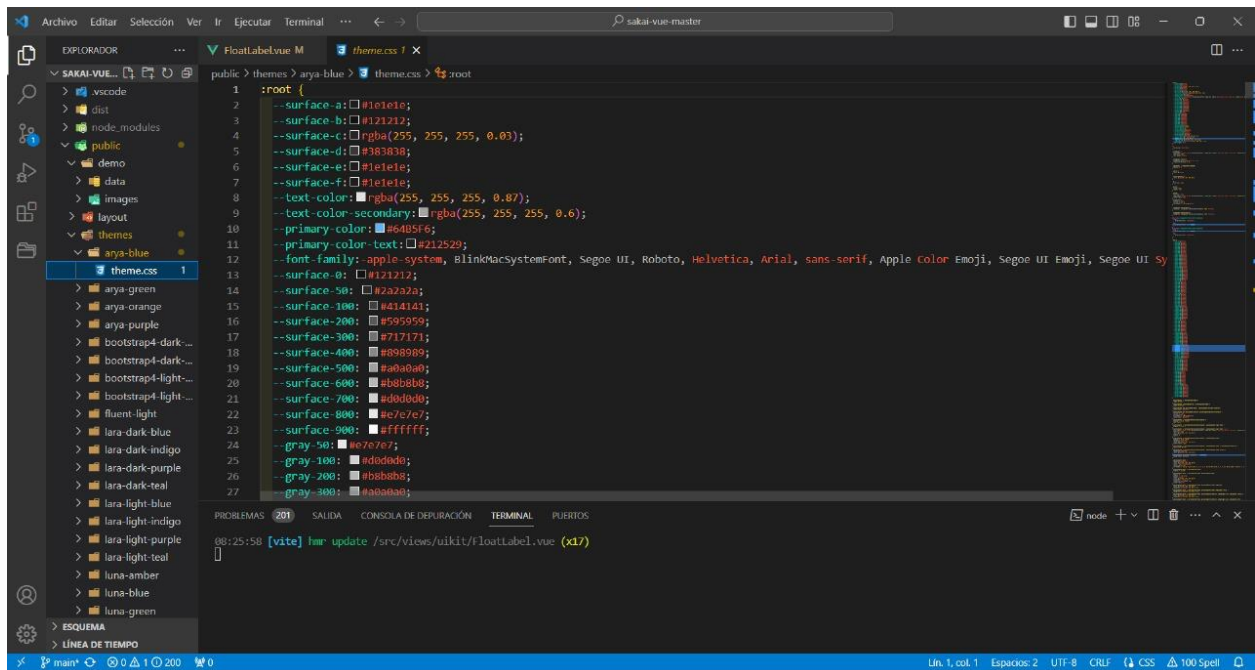 Archivo Editar Selección Ver Ir Ejecutar Terminal ··· sakai-vue-master
EXPLORADOR ···
SAKAI-VUE...
.vscode
dist
node_modules
public
demo
data
images
layout
themes
arya-blue
theme.css 1
arya-green
arya-orange
arya-purple
bootstrap4-dark-...
bootstrap4-dark-...
bootstrap4-light-...
bootstrap4-light-...
fluent-light
lara-dark-blue
lara-dark-indigo
lara-dark-purple
lara-dark-teal
lara-light-blue
lara-light-indigo
lara-light-purple
lara-light-teal
luna-amber
luna-blue
luna-green
ESQUEMA
LÍNEA DE TIEMPO
FloatLabel.vue M theme.css 1
public > themes > arya-blue > theme.css > :root
1 :root {
2 --surface-a:#1e1e1e;
3 --surface-b:#121212;
4 --surface-c:rgba(255, 255, 255, 0.03);
5 --surface-d:#383838;
6 --surface-e:#1e1e1e;
7 --surface-f:#1e1e1e;
8 --text-color:rgba(255, 255, 255, 0.87);
9 --text-color-secondary:rgba(255, 255, 255, 0.6);
10 --primary-color:#64B5F6;
11 --primary-color-text:#212529;
12 --font-family:-apple-system, BlinkMacSystemFont, Segoe UI, Roboto, Helvetica, Arial, sans-serif, Apple Color Emoji, Segoe UI Emoji, Segoe UI Sy
13 --surface-0: #121212;
14 --surface-50: #2a2a2a;
15 --surface-100: #414141;
16 --surface-200: #595959;
17 --surface-300: #717171;
18 --surface-400: #898989;
19 --surface-500: #a0a0a0;
20 --surface-600: #b8b8b8;
21 --surface-700: #d0d0d0;
22 --surface-800: #e7e7e7;
23 --surface-900: #ffffff;
24 --gray-50: #e7e7e7;
25 --gray-100: #d0d0d0;
26 --gray-200: #b8b8b8;
27 --gray-300: #a0a0a0;
PROBLEMAS 201 SALIDA CONSOLA DE DEPURACIÓN TERMINAL PUERTOS node
08:25:58 [vite] hmr update /src/views/uikit/FloatLabel.vue (x17)
main* 0 1 200 0 Lín. 1, col. 1 Espacios: 2 UTF-8 CRLF CSS 100 Spell